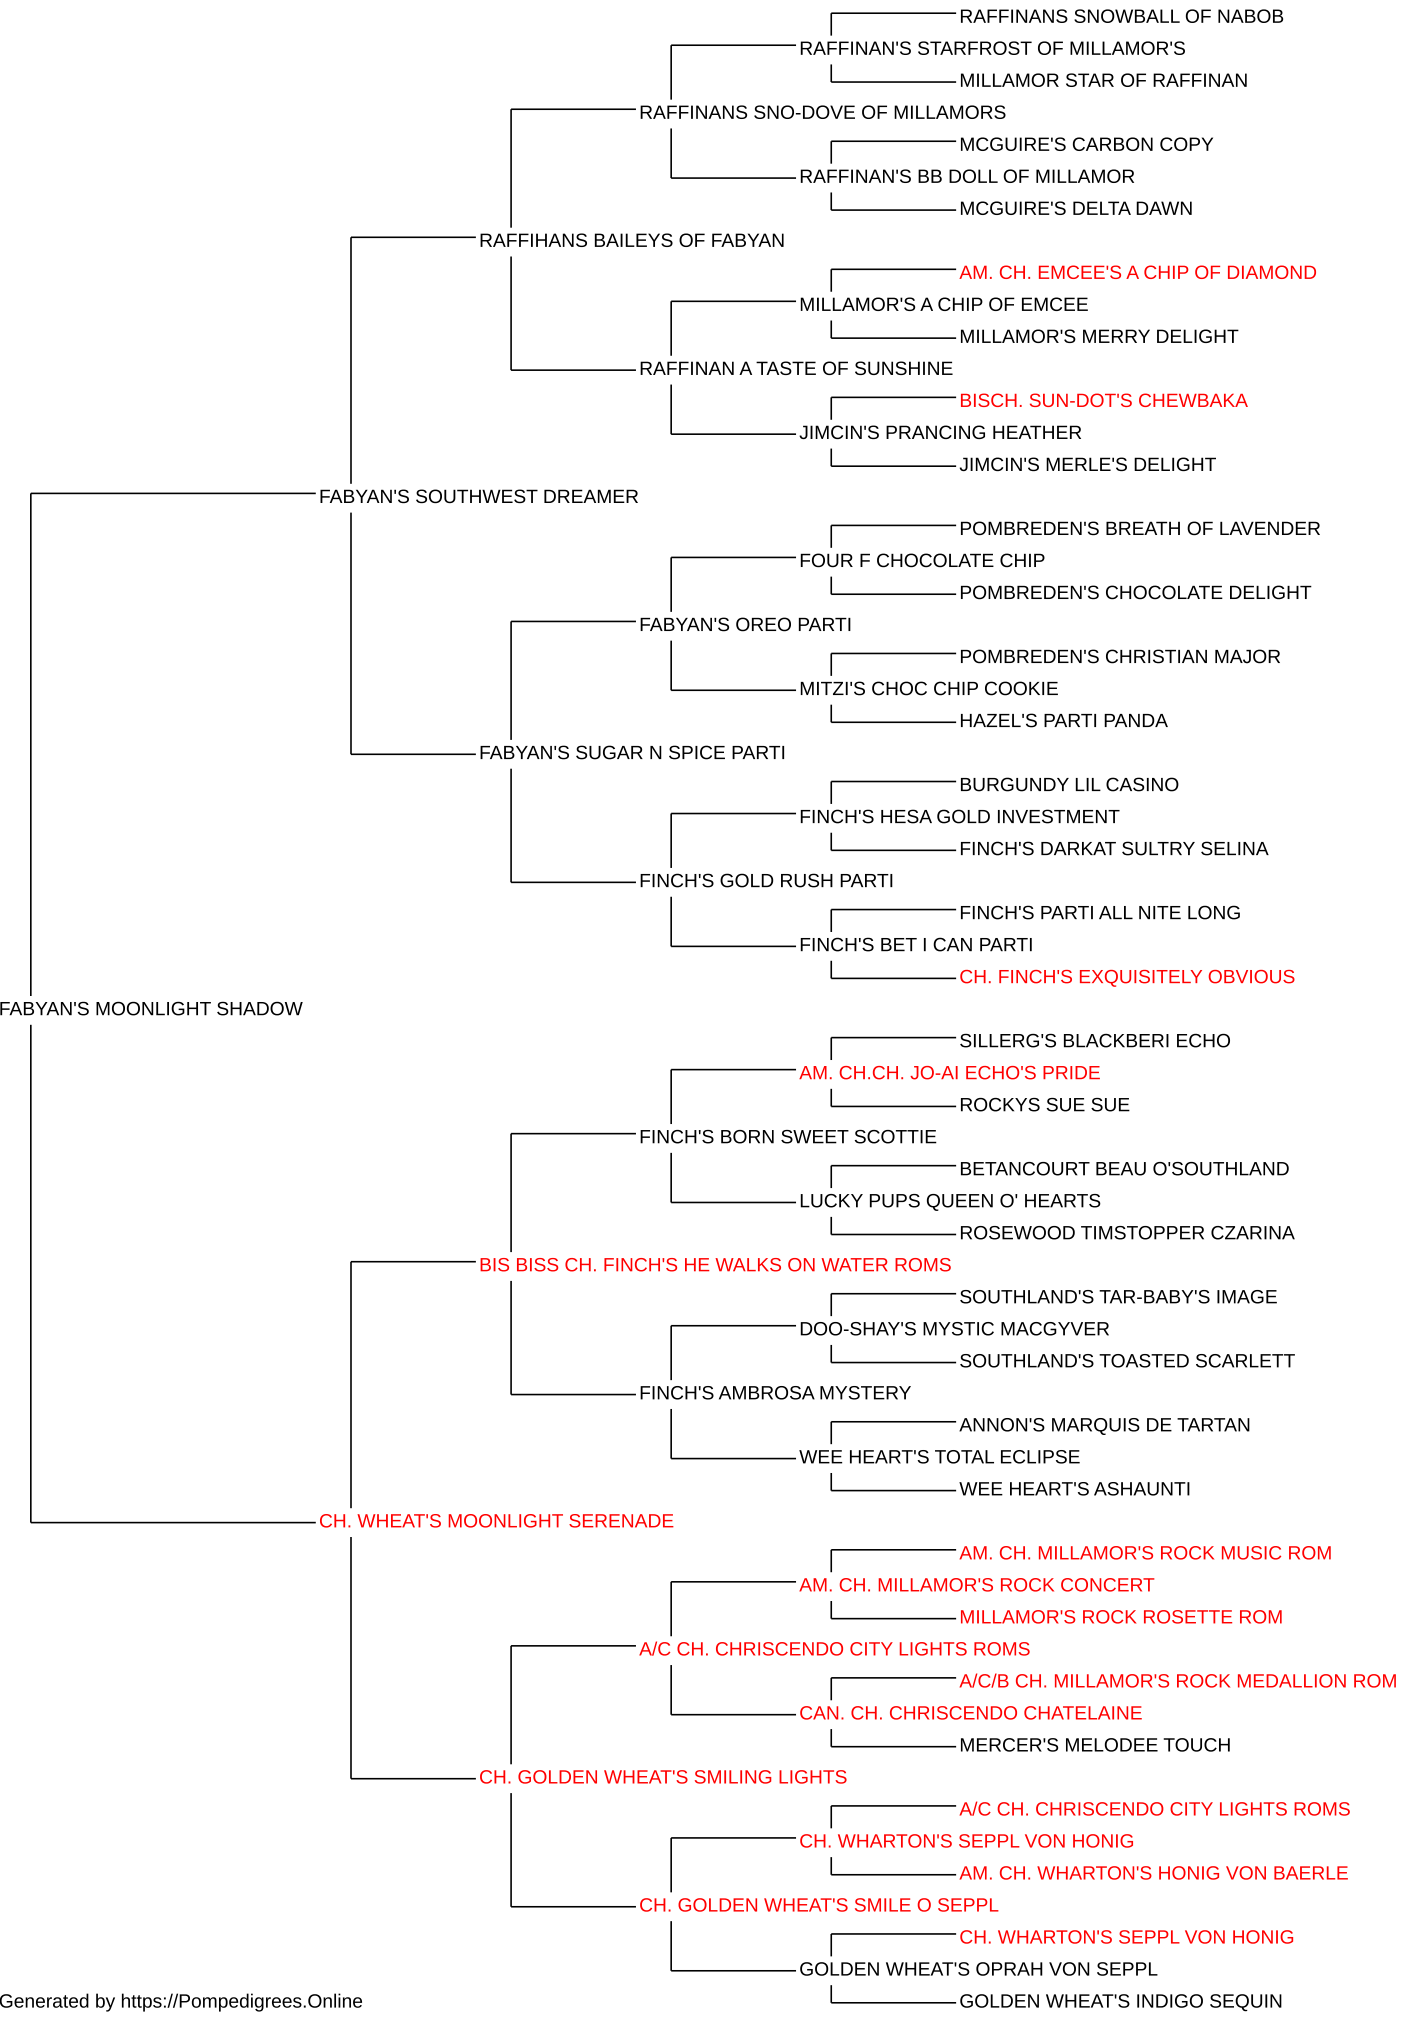 RAFFINANS SNOWBALL OF NABOB
RAFFINAN'S STARFROST OF MILLAMOR'S
MILLAMOR STAR OF RAFFINAN
RAFFINANS SNO-DOVE OF MILLAMORS
MCGUIRE'S CARBON COPY
RAFFINAN'S BB DOLL OF MILLAMOR
MCGUIRE'S DELTA DAWN
RAFFIHANS BAILEYS OF FABYAN
AM. CH. EMCEE'S A CHIP OF DIAMOND
MILLAMOR'S A CHIP OF EMCEE
MILLAMOR'S MERRY DELIGHT
RAFFINAN A TASTE OF SUNSHINE
BISCH. SUN-DOT'S CHEWBAKA
JIMCIN'S PRANCING HEATHER
JIMCIN'S MERLE'S DELIGHT
FABYAN'S SOUTHWEST DREAMER
POMBREDEN'S BREATH OF LAVENDER
FOUR F CHOCOLATE CHIP
POMBREDEN'S CHOCOLATE DELIGHT
FABYAN'S OREO PARTI
POMBREDEN'S CHRISTIAN MAJOR
MITZI'S CHOC CHIP COOKIE
HAZEL'S PARTI PANDA
FABYAN'S SUGAR N SPICE PARTI
BURGUNDY LIL CASINO
FINCH'S HESA GOLD INVESTMENT
FINCH'S DARKAT SULTRY SELINA
FINCH'S GOLD RUSH PARTI
FINCH'S PARTI ALL NITE LONG
FINCH'S BET I CAN PARTI
CH. FINCH'S EXQUISITELY OBVIOUS
FABYAN'S MOONLIGHT SHADOW
SILLERG'S BLACKBERI ECHO
AM. CH.CH. JO-AI ECHO'S PRIDE
ROCKYS SUE SUE
FINCH'S BORN SWEET SCOTTIE
BETANCOURT BEAU O'SOUTHLAND
LUCKY PUPS QUEEN O' HEARTS
ROSEWOOD TIMSTOPPER CZARINA
BIS BISS CH. FINCH'S HE WALKS ON WATER ROMS
SOUTHLAND'S TAR-BABY'S IMAGE
DOO-SHAY'S MYSTIC MACGYVER
SOUTHLAND'S TOASTED SCARLETT
FINCH'S AMBROSA MYSTERY
ANNON'S MARQUIS DE TARTAN
WEE HEART'S TOTAL ECLIPSE
WEE HEART'S ASHAUNTI
CH. WHEAT'S MOONLIGHT SERENADE
AM. CH. MILLAMOR'S ROCK MUSIC ROM
AM. CH. MILLAMOR'S ROCK CONCERT
MILLAMOR'S ROCK ROSETTE ROM
A/C CH. CHRISCENDO CITY LIGHTS ROMS
A/C/B CH. MILLAMOR'S ROCK MEDALLION ROM
CAN. CH. CHRISCENDO CHATELAINE
MERCER'S MELODEE TOUCH
CH. GOLDEN WHEAT'S SMILING LIGHTS
A/C CH. CHRISCENDO CITY LIGHTS ROMS
CH. WHARTON'S SEPPL VON HONIG
AM. CH. WHARTON'S HONIG VON BAERLE
CH. GOLDEN WHEAT'S SMILE O SEPPL
CH. WHARTON'S SEPPL VON HONIG
GOLDEN WHEAT'S OPRAH VON SEPPL
GOLDEN WHEAT'S INDIGO SEQUIN
Generated by https://Pompedigrees.Online